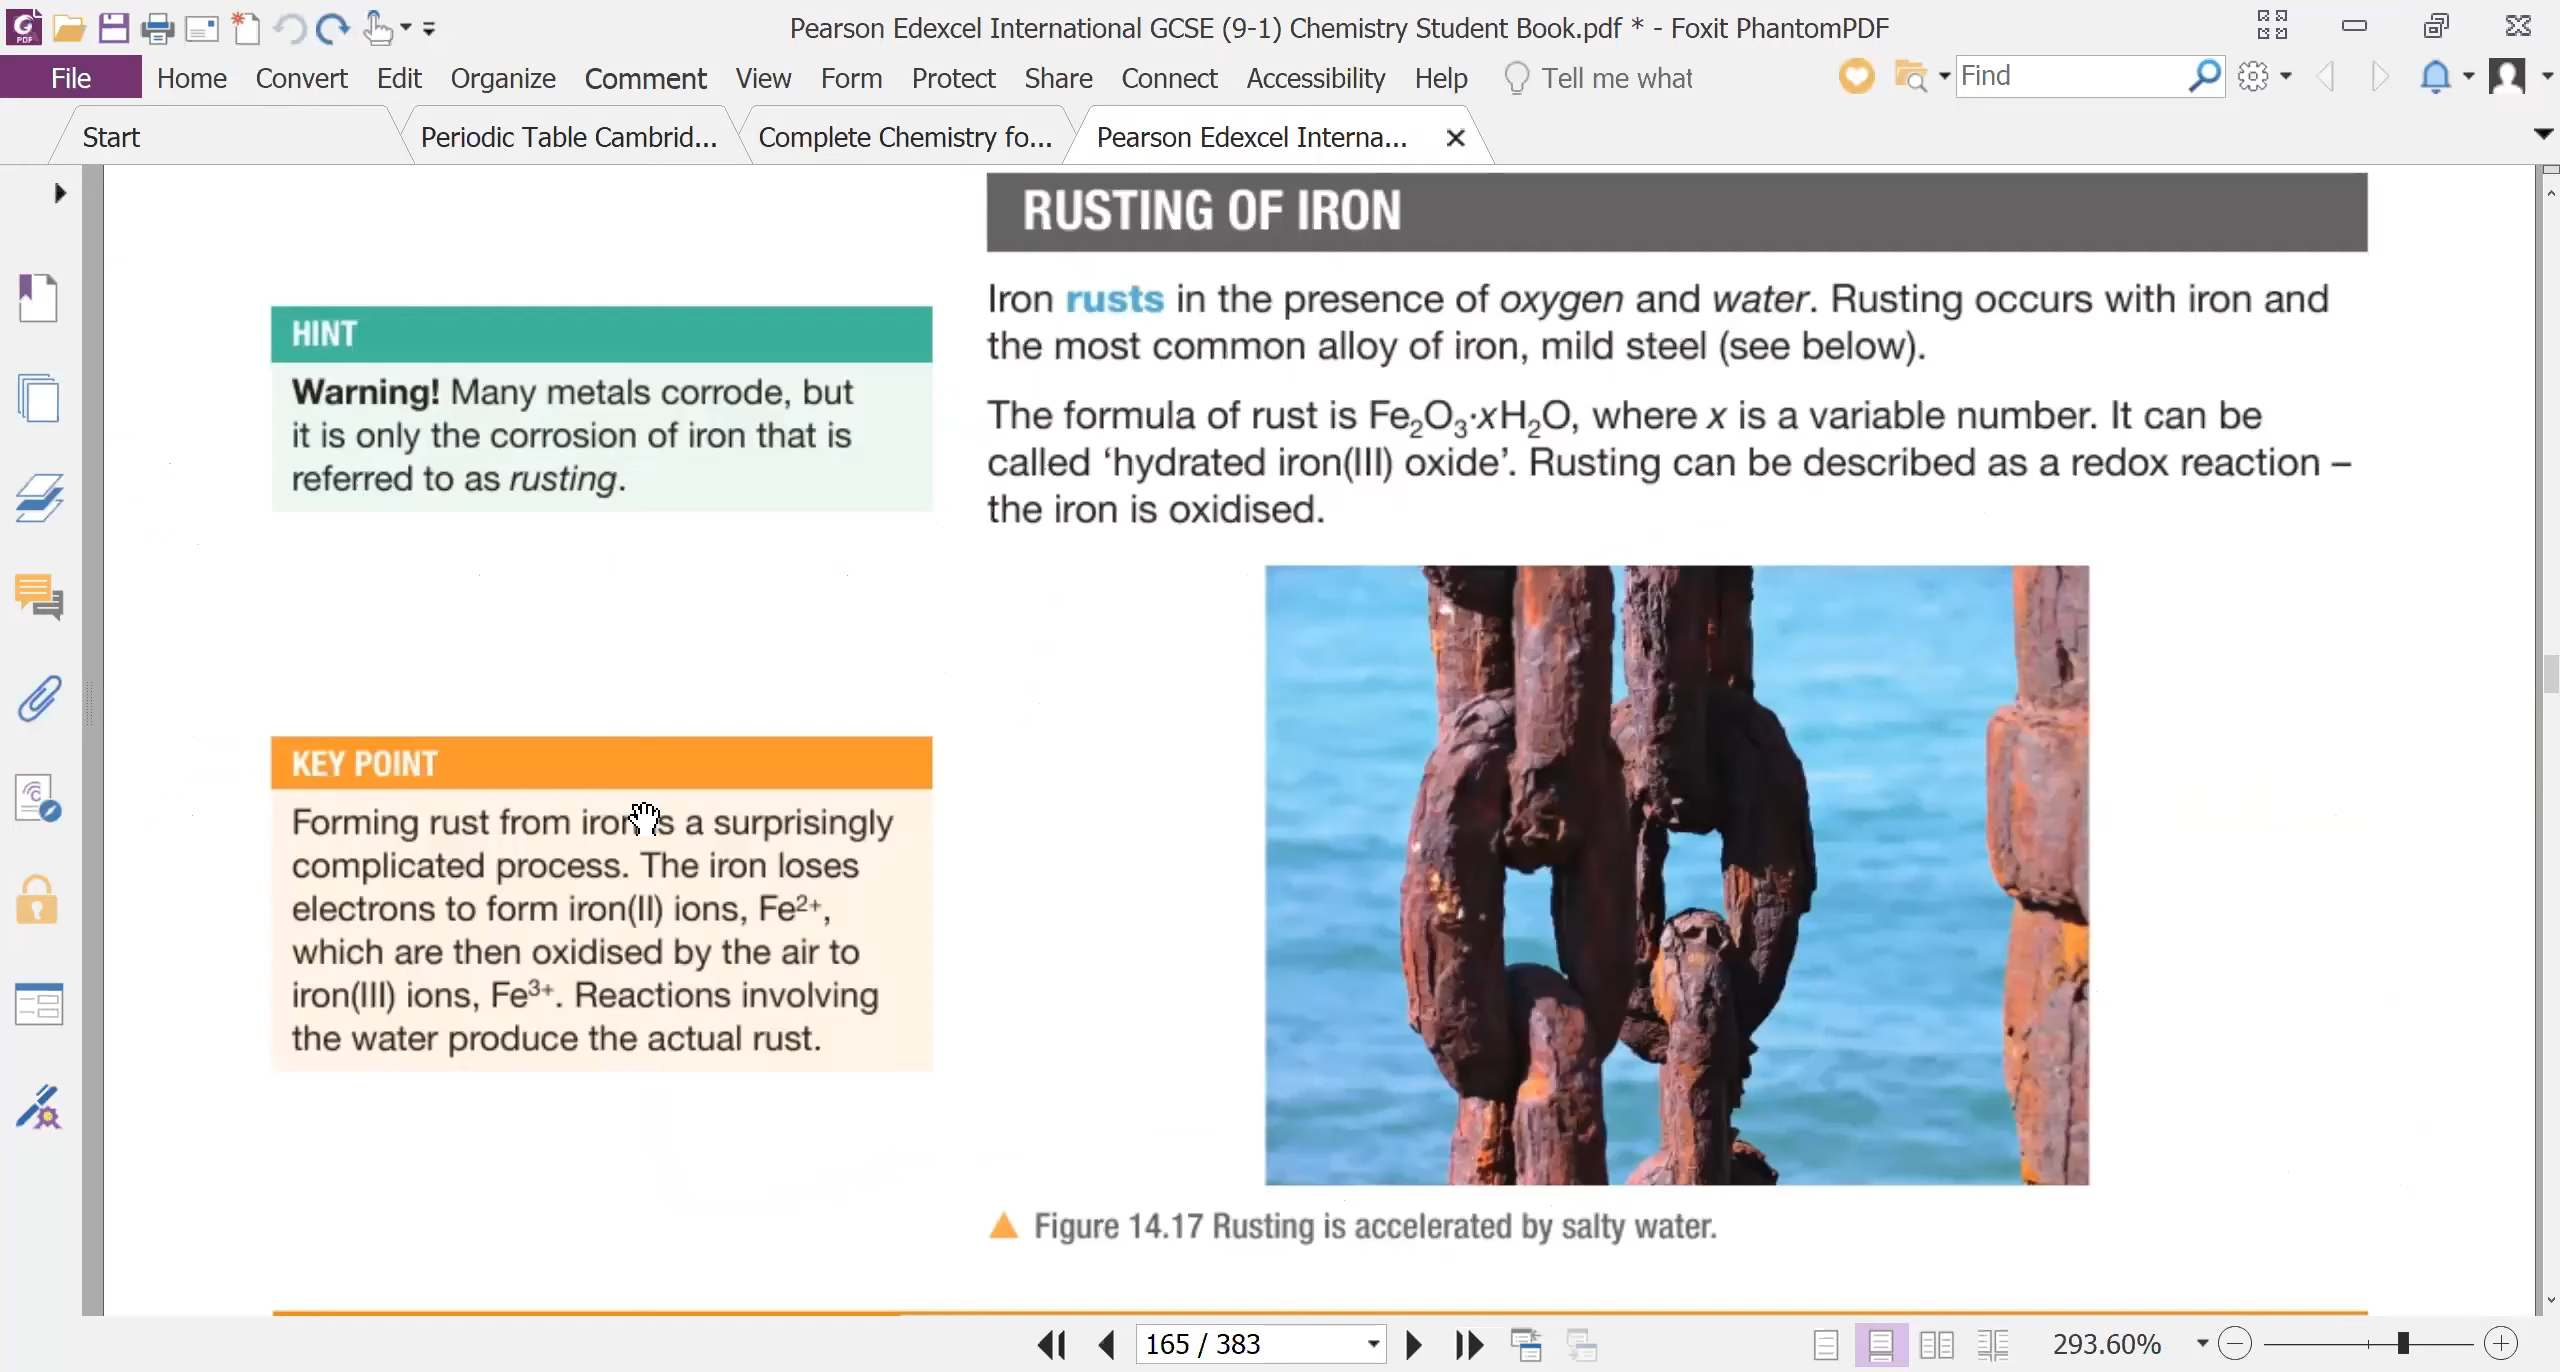 Pearson Edexcel International GCSE (9-1) Chemistry Student Book.pdf * - Foxit PhantomPDF
File Home Convert Edit Organize Comment View Form Protect Share Connect Accessibility Help Tell me what Find
Start Periodic Table Cambrid... Complete Chemistry fo... Pearson Edexcel Interna...
RUSTING OF IRON
Iron rusts in the presence of oxygen and water. Rusting occurs with iron and
the most common alloy of iron, mild steel (see below).
The formula of rust is Fe₂O₃·xH₂O, where x is a variable number. It can be
called ‘hydrated iron(III) oxide’. Rusting can be described as a redox reaction –
the iron is oxidised.
HINT
Warning! Many metals corrode, but
it is only the corrosion of iron that is
referred to as rusting.
KEY POINT
Forming rust from iron is a surprisingly
complicated process. The iron loses
electrons to form iron(II) ions, Fe²⁺,
which are then oxidised by the air to
iron(III) ions, Fe³⁺. Reactions involving
the water produce the actual rust.
Figure 14.17 Rusting is accelerated by salty water.
165 / 383
293.60%